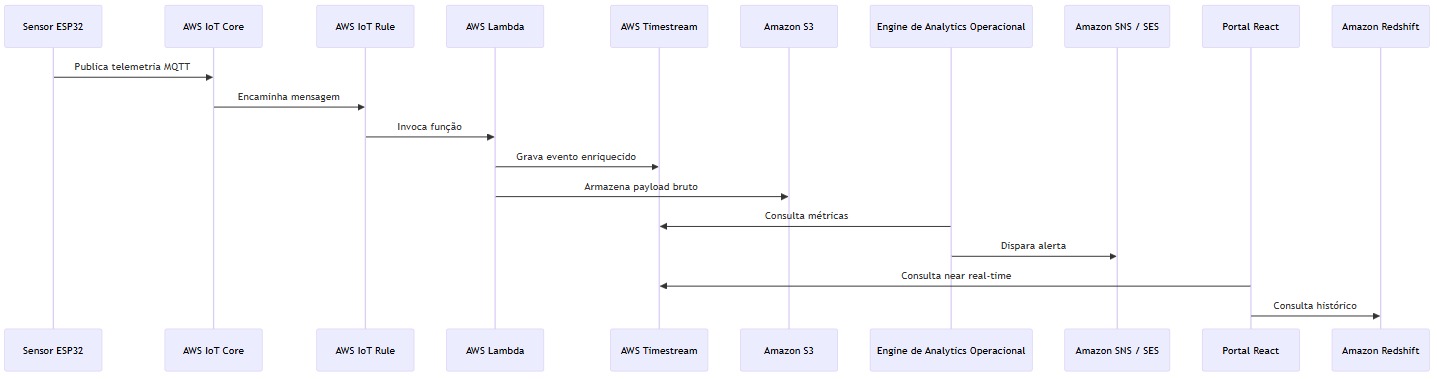 Sensor ESP32
AWS IoT Core
AWS IoT Rule
AWS Lambda
AWS Timestream
Amazon S3
Engine de Analytics Operacional
Amazon SNS / SES
Portal React
Amazon Redshift
Publica telemetria MQTT
Encaminha mensagem
Invoca função
Grava evento enriquecido
Armazena payload bruto
Consulta métricas
Dispara alerta
Consulta near real-time
Consulta histórico
Sensor ESP32
AWS IoT Core
AWS IoT Rule
AWS Lambda
AWS Timestream
Amazon S3
Engine de Analytics Operacional
Amazon SNS / SES
Portal React
Amazon Redshift